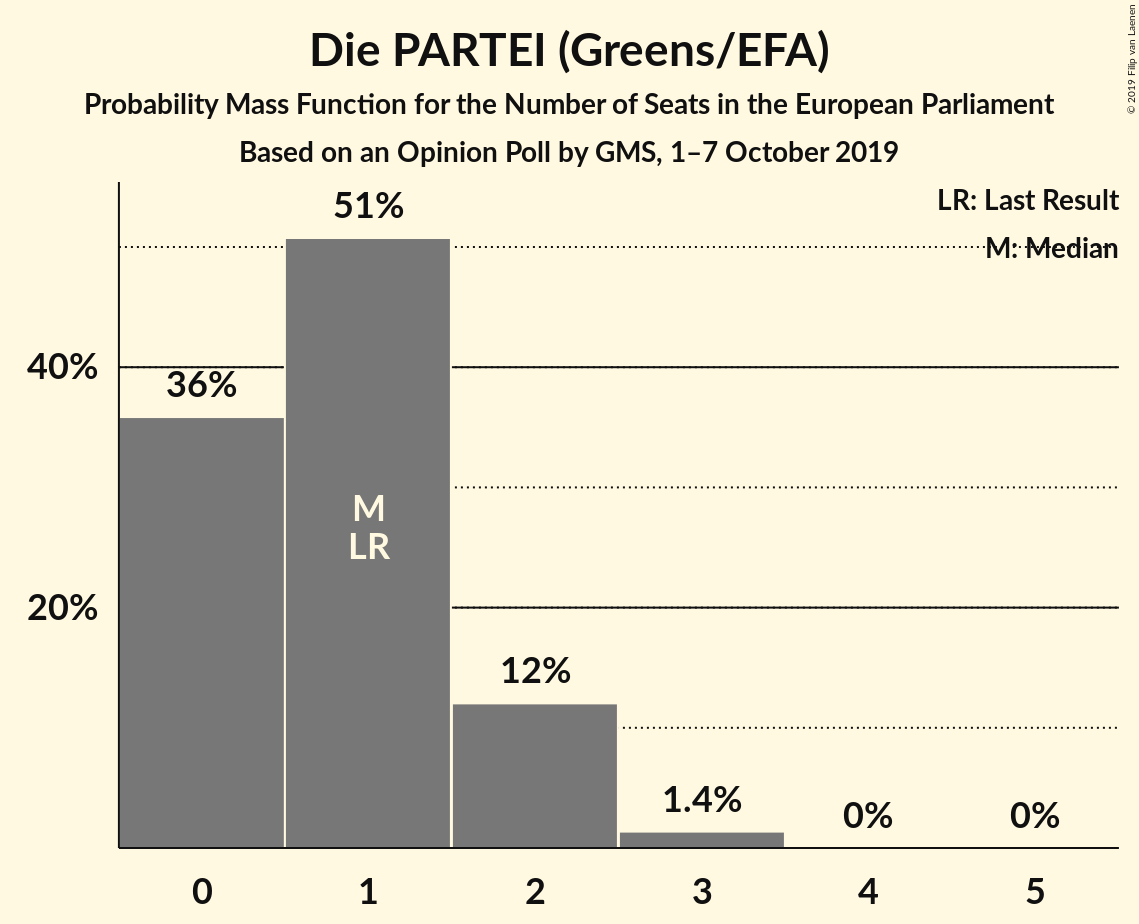 Die PARTEI (Greens/EFA)
Probability Mass Function for the Number of Seats in the European Parliament
Based on an Opinion Poll by GMS, 1–7 October 2019
© 2019 Filip van Laenen
LR: Last Result
M: Median
51%
40%
36%
M
LR
20%
12%
1.4%
0%
0%
0
1
2
3
4
5